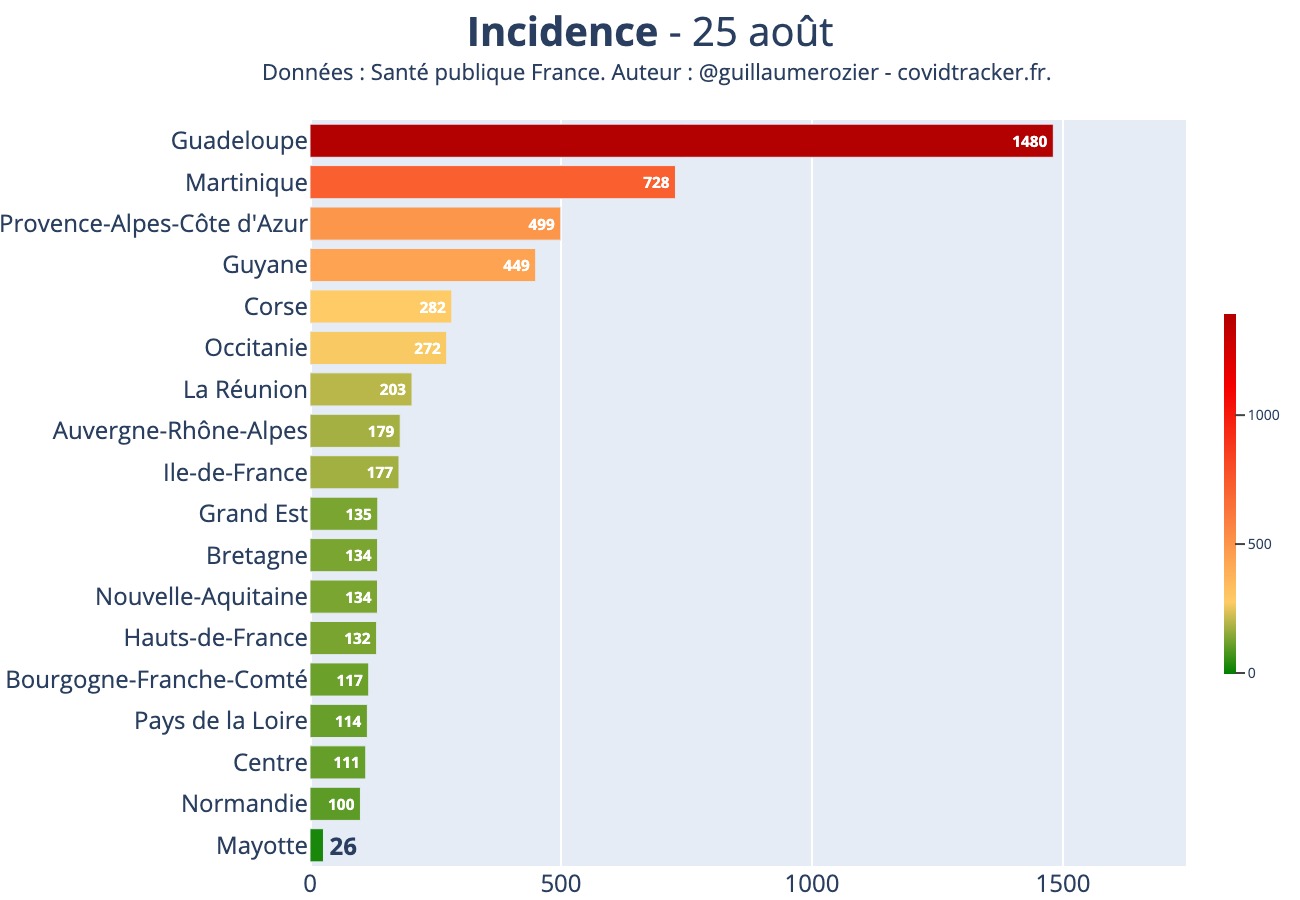 Incidence - 25 août
Données : Santé publique France. Auteur : @guillaumerozier - covidtracker.fr.
Guadeloupe 1480
Martinique 728
Provence-Alpes-Côte d'Azur 499
Guyane 449
Corse 282
Occitanie 272
La Réunion 203
Auvergne-Rhône-Alpes 179
Ile-de-France 177
Grand Est 135
Bretagne 134
Nouvelle-Aquitaine 134
Hauts-de-France 132
Bourgogne-Franche-Comté 117
Pays de la Loire 114
Centre 111
Normandie 100
Mayotte 26
0 500 1000 1500
1000
500
0